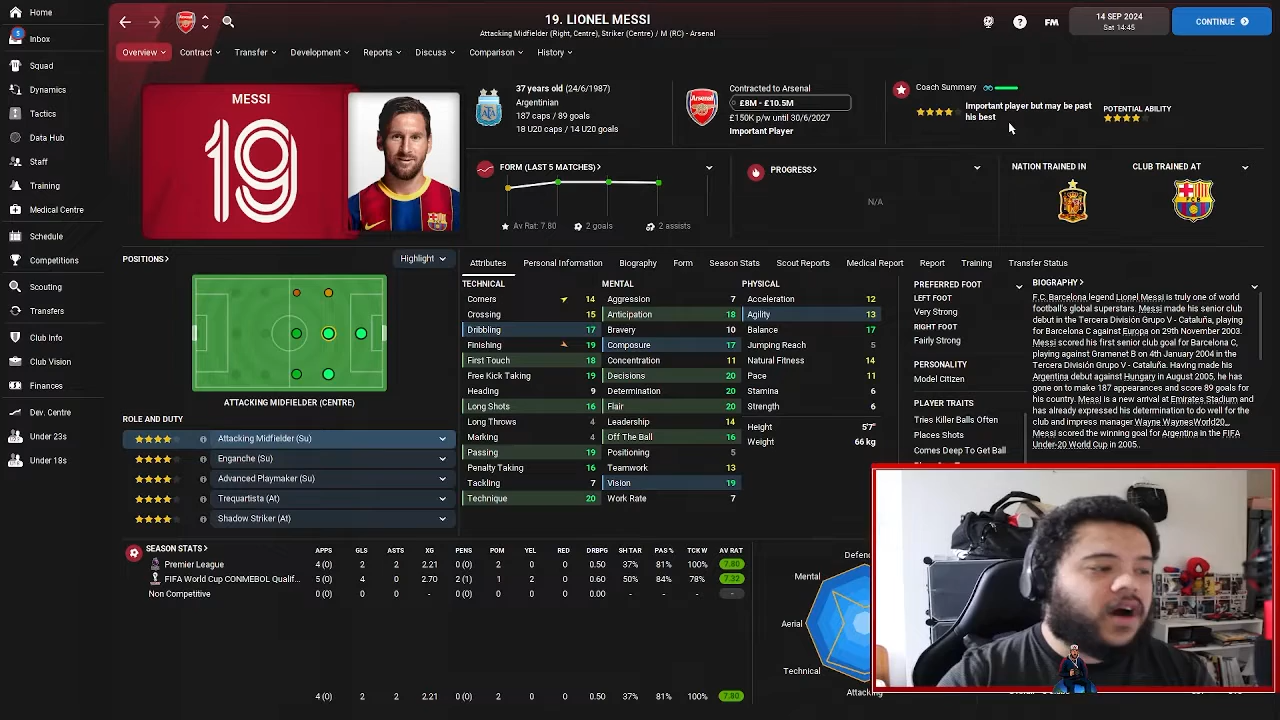 Home
19. LIONEL MESSI
Attacking Midfielder (Right, Centre), Striker (Centre) / M (RC) - Arsenal
FM
14 SEP 2024
Sat 14:45
CONTINUE
5
Inbox
Overview
Contract
Transfer
Development
Reports
Discuss
Comparison
History
Squad
Dynamics
Tactics
Data Hub
Staff
Training
Medical Centre
Schedule
Competitions
Scouting
Transfers
Club Info
Club Vision
Finances
Dev. Centre
Under 23s
Under 18s
MESSI
19
37 years old (24/6/1987)
Argentinian
187 caps / 89 goals
18 U20 caps / 14 U20 goals
Arsenal
Contracted to Arsenal
£8M - £10.5M
£150K p/w until 30/6/2027
Important Player
Coach Summary
Important player but may be past
his best
POTENTIAL ABILITY
FORM (LAST 5 MATCHES)
Av Rat: 7.80
2 goals
2 assists
PROGRESS
N/A
NATION TRAINED IN
CLUB TRAINED AT
POSITIONS
Highlight
ATTACKING MIDFIELDER (CENTRE)
ROLE AND DUTY
Attacking Midfielder (Su)
Enganche (Su)
Advanced Playmaker (Su)
Trequartista (At)
Shadow Striker (At)
Attributes
Personal Information
Biography
Form
Season Stats
Scout Reports
Medical Report
Report
Training
Transfer Status
TECHNICAL
Corners 14
Crossing 15
Dribbling 17
Finishing 19
First Touch 18
Free Kick Taking 19
Heading 9
Long Shots 16
Long Throws 4
Marking 4
Passing 19
Penalty Taking 16
Tackling 7
Technique 20
MENTAL
Aggression 7
Anticipation 18
Bravery 10
Composure 17
Concentration 11
Decisions 20
Determination 20
Flair 20
Leadership 14
Off The Ball 16
Positioning 5
Teamwork 13
Vision 19
Work Rate 7
PHYSICAL
Acceleration 12
Agility 13
Balance 17
Jumping Reach 5
Natural Fitness 14
Pace 11
Stamina 6
Strength 6
Height 5'7"
Weight 66 kg
PREFERRED FOOT
LEFT FOOT
Very Strong
RIGHT FOOT
Fairly Strong
PERSONALITY
Model Citizen
PLAYER TRAITS
Tries Killer Balls Often
Places Shots
Comes Deep To Get Ball
BIOGRAPHY
F.C. Barcelona legend Lionel Messi is truly one of world
football's global superstars. Messi made his senior club
debut in the Tercera División Grupo V - Cataluña, playing
for Barcelona C against Europa on 29th November 2003.
Messi scored his first senior club goal for Barcelona C,
playing against Gramenet B on 4th January 2004 in the
Tercera División Grupo V - Cataluña. Having made his
Argentina debut against Hungary in August 2005, he has
gone on to make 187 appearances and score 89 goals for
his country. Messi is a new arrival at Emirates Stadium and
has already expressed his determination to do well for the
club and impress manager Wayne WaynesWorld20...
Messi scored the winning goal for Argentina in the FIFA
Under-20 World Cup in 2005.
SEASON STATS
APPS GLS ASTS XG PENS POM YEL RED DRBPG SH TAR PAS % TCK W AV RAT
Premier League 4 (0) 2 2 2.21 0 (0) 2 0 0 0.50 37% 81% 100% 7.80
FIFA World Cup CONMEBOL Qualif... 5 (0) 4 0 2.70 2 (1) 1 2 0 0.60 50% 84% 78% 7.32
Non Competitive 0 (0) 0 0 - 0 (0) 0 0 0 0.00 - - - -
4 (0) 2 2 2.21 0 (0) 2 0 0 0.50 37% 81% 100% 7.80
Mental
Aerial
Technical